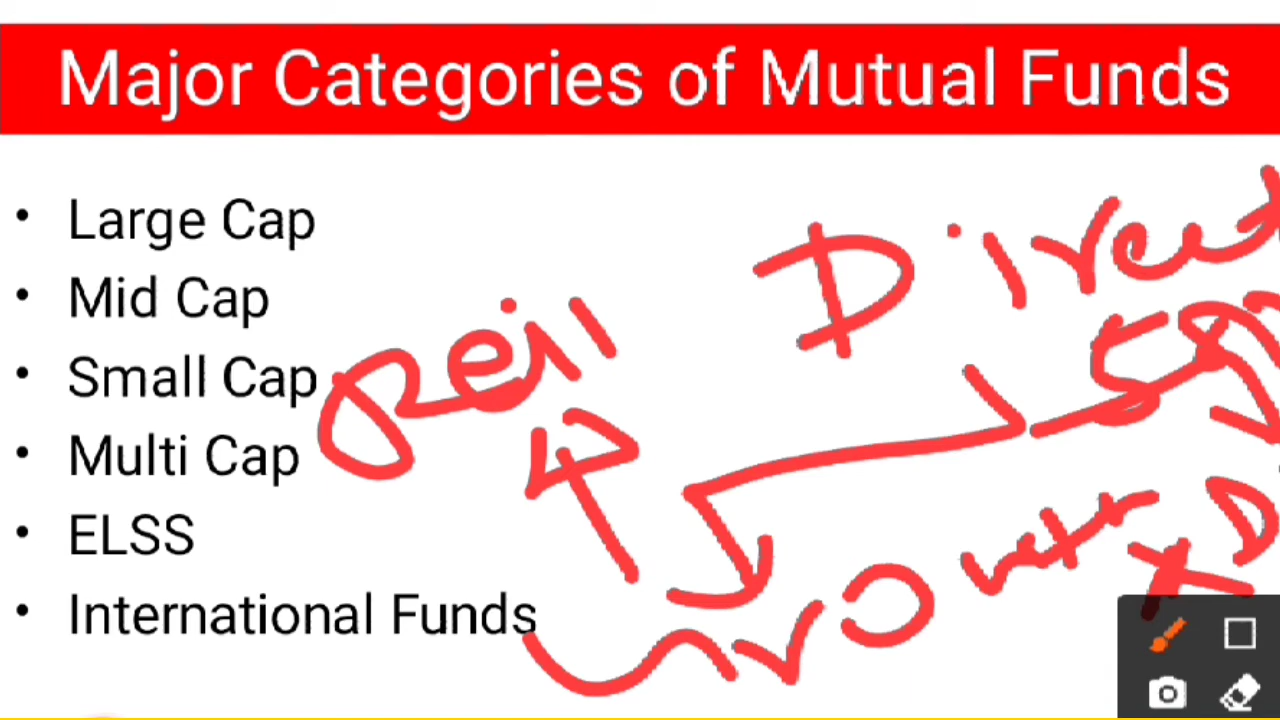 Major Categories of Mutual Funds
• Large Cap
• Mid Cap
• Small Cap
• Multi Cap
• ELSS
• International Funds
Direct